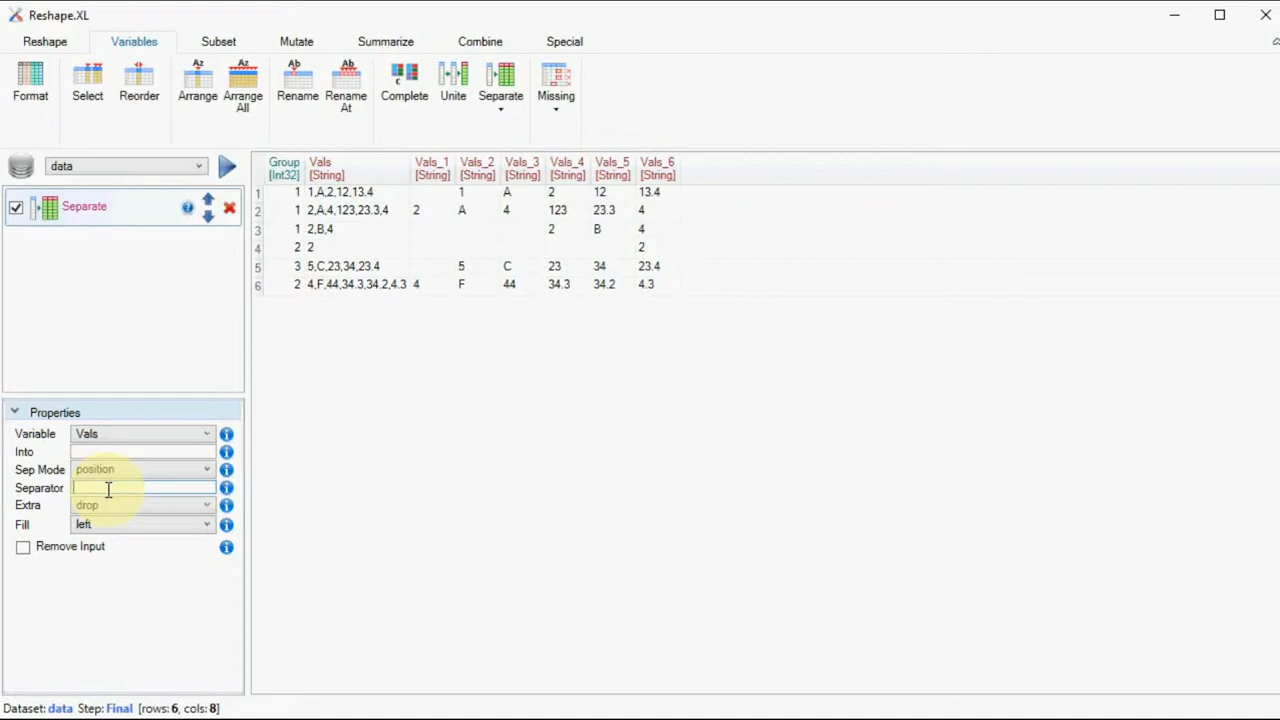 Reshape.XL
Reshape Variables Subset Mutate Summarize Combine Special
Az Az Ab Ab
Format Select Reorder Arrange Arrange All Rename Rename At Complete Unite Separate Missing
data
Separate
Group [Int32] Vals [String] Vals_1 [String] Vals_2 [String] Vals_3 [String] Vals_4 [String] Vals_5 [String] Vals_6 [String]
1 1 1,A,2,12,13.4 1 A 2 12 13.4
2 1 2,A,4,123,23.3,4 2 A 4 123 23.3 4
3 1 2,B,4 2 B 4
4 2 2 2
5 3 5,C,23,34,23.4 5 C 23 34 23.4
6 2 4,F,44,34.3,34.2,4.3 4 F 44 34.3 34.2 4.3
Properties
Variable Vals
Into
Sep Mode position
Separator
Extra drop
Fill left
Remove Input
Dataset: data Step: Final [rows: 6, cols: 8]